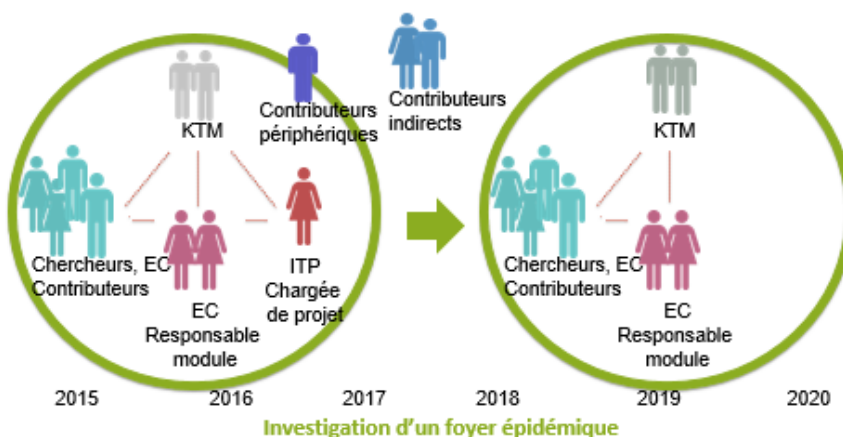 KTM
Contributeurs
périphériques
Contributeurs
indirects
Chercheurs, EC
Contributeurs
EC
Responsable
module
ITP
Chargée
de projet
KTM
Chercheurs, EC
Contributeurs
EC
Responsable
module
2015 2016 2017 2018 2019 2020
Investigation d'un foyer épidémique